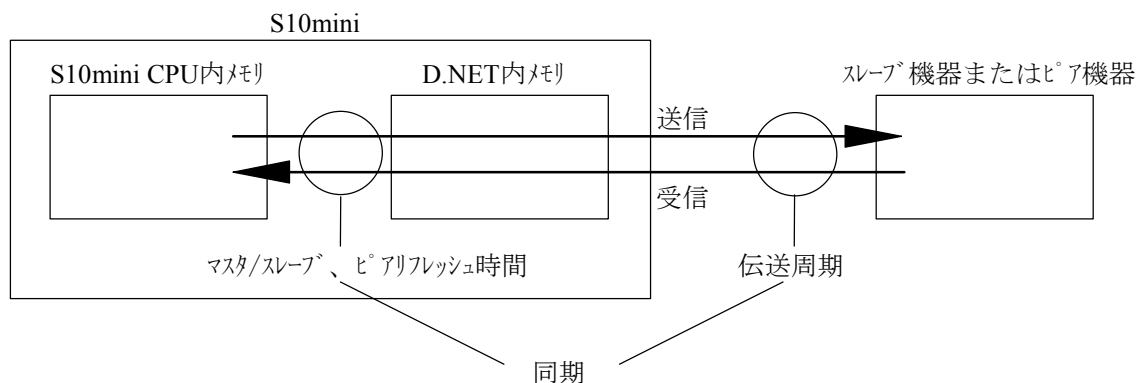 S10mini
S10mini CPU内ﾒﾓﾘ
D.NET内ﾒﾓﾘ
ｽﾚｰﾌﾞ機器またはﾋﾟｱ機器
送信
受信
ﾏｽﾀ/ｽﾚｰﾌﾞ、ﾋﾟｱﾘﾌﾚｯｼｭ時間
伝送周期
同期